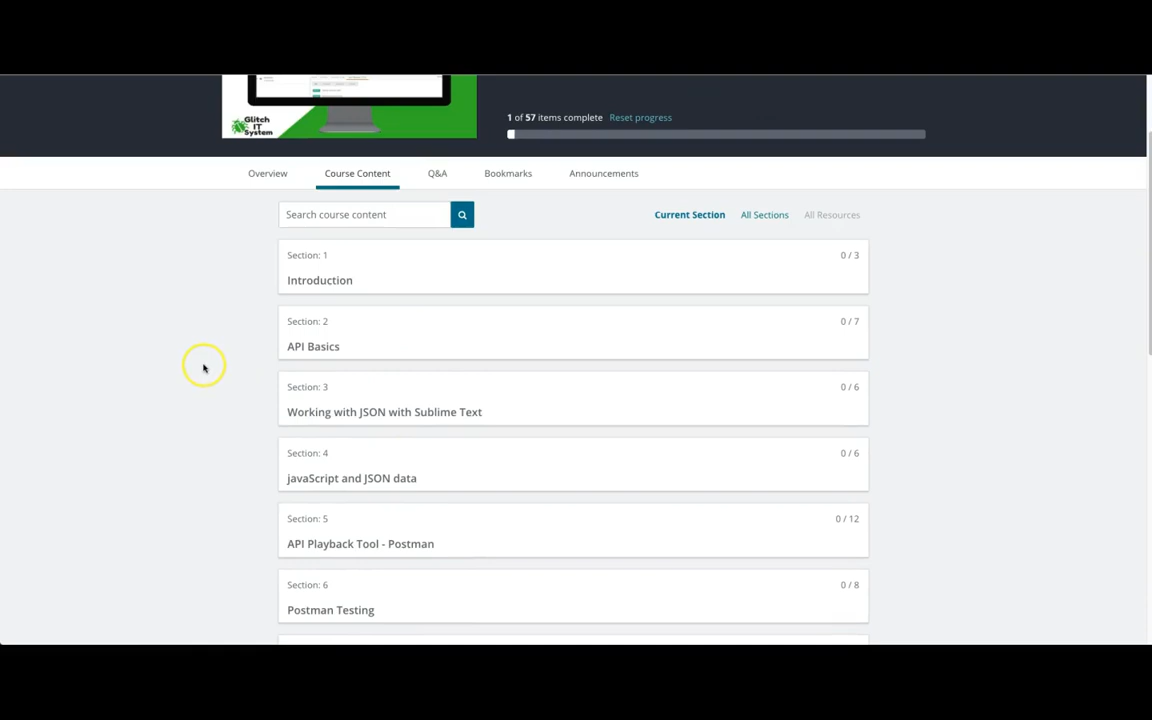 Glitch
IT
System
1 of 57 items complete Reset progress
Overview Course Content Q&A Bookmarks Announcements
Search course content Current Section All Sections All Resources
Section: 1 0 / 3
Introduction
Section: 2 0 / 7
API Basics
Section: 3 0 / 6
Working with JSON with Sublime Text
Section: 4 0 / 6
javaScript and JSON data
Section: 5 0 / 12
API Playback Tool - Postman
Section: 6 0 / 8
Postman Testing